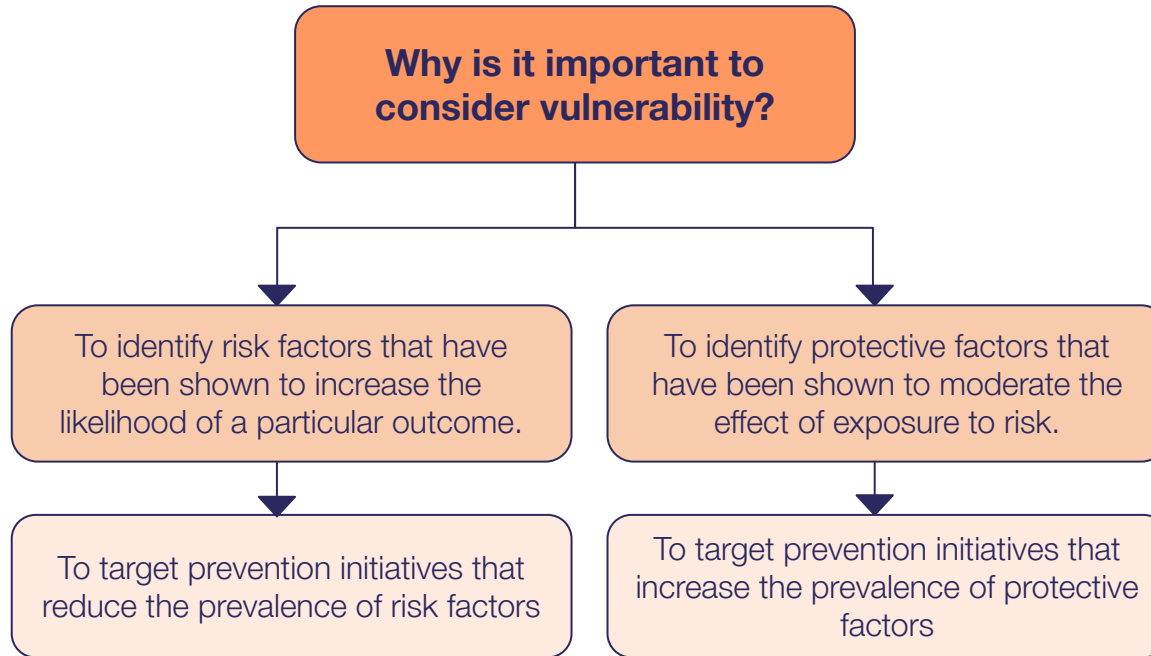 Why is it important to
consider vulnerability?
To identify risk factors that have
been shown to increase the
likelihood of a particular outcome.
To identify protective factors that
have been shown to moderate the
effect of exposure to risk.
To target prevention initiatives that
reduce the prevalence of risk factors
To target prevention initiatives that
increase the prevalence of protective
factors